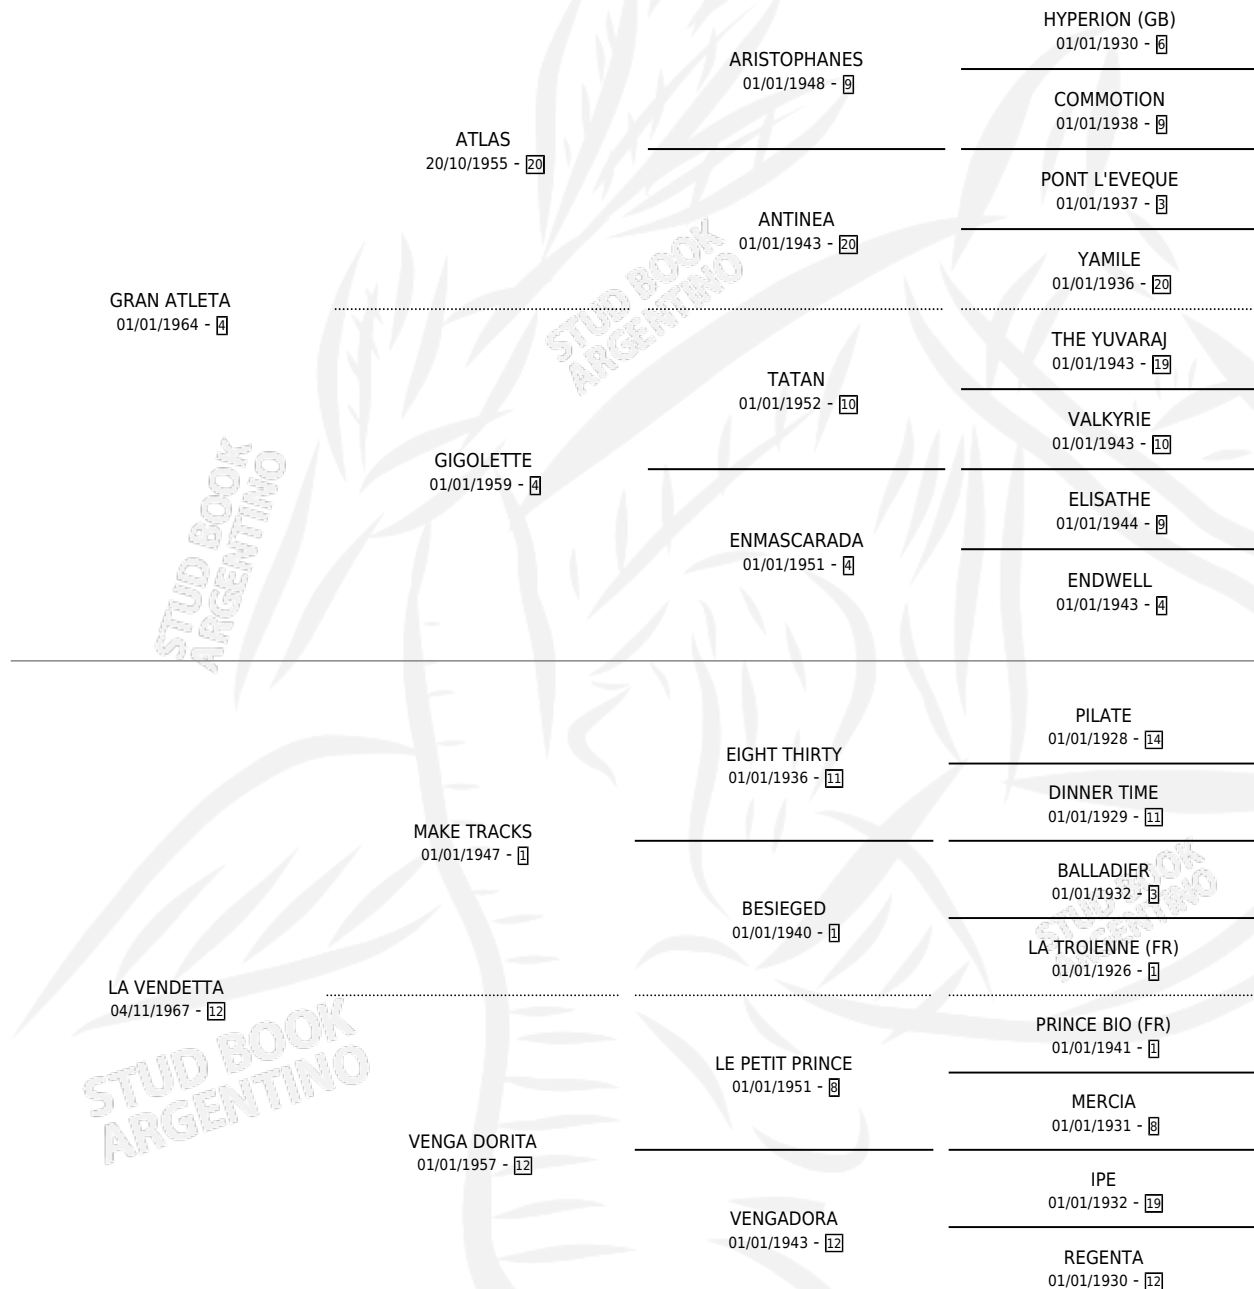 HYPERION (GB)
01/01/1930 - 6
ARISTOPHANES
01/01/1948 - 9
COMMOTION
01/01/1938 - 9
ATLAS
20/10/1955 - 20
PONT L'EVEQUE
01/01/1937 - 3
ANTINEA
01/01/1943 - 20
YAMILE
01/01/1936 - 20
GRAN ATLETA
01/01/1964 - 4
THE YUVARAJ
01/01/1943 - 19
TATAN
01/01/1952 - 10
VALKYRIE
01/01/1943 - 10
GIGOLETTE
01/01/1959 - 4
ELISATHE
01/01/1944 - 9
ENMASCARADA
01/01/1951 - 4
ENDWELL
01/01/1943 - 4
STUD BOOK
ARGENTINO
STUD BOOK
ARGENTINO
PILATE
01/01/1928 - 14
EIGHT THIRTY
01/01/1936 - 11
DINNER TIME
01/01/1929 - 11
MAKE TRACKS
01/01/1947 - 1
BALLADIER
01/01/1932 - 3
BESIEGED
01/01/1940 - 1
LA TROIENNE (FR)
01/01/1926 - 1
STUD BOOK
ARGENTINO
LA VENDETTA
04/11/1967 - 12
PRINCE BIO (FR)
01/01/1941 - 1
LE PETIT PRINCE
01/01/1951 - 8
MERCIA
01/01/1931 - 8
STUD BOOK
ARGENTINO
VENGA DORITA
01/01/1957 - 12
IPE
01/01/1932 - 19
VENGADORA
01/01/1943 - 12
REGENTA
01/01/1930 - 12